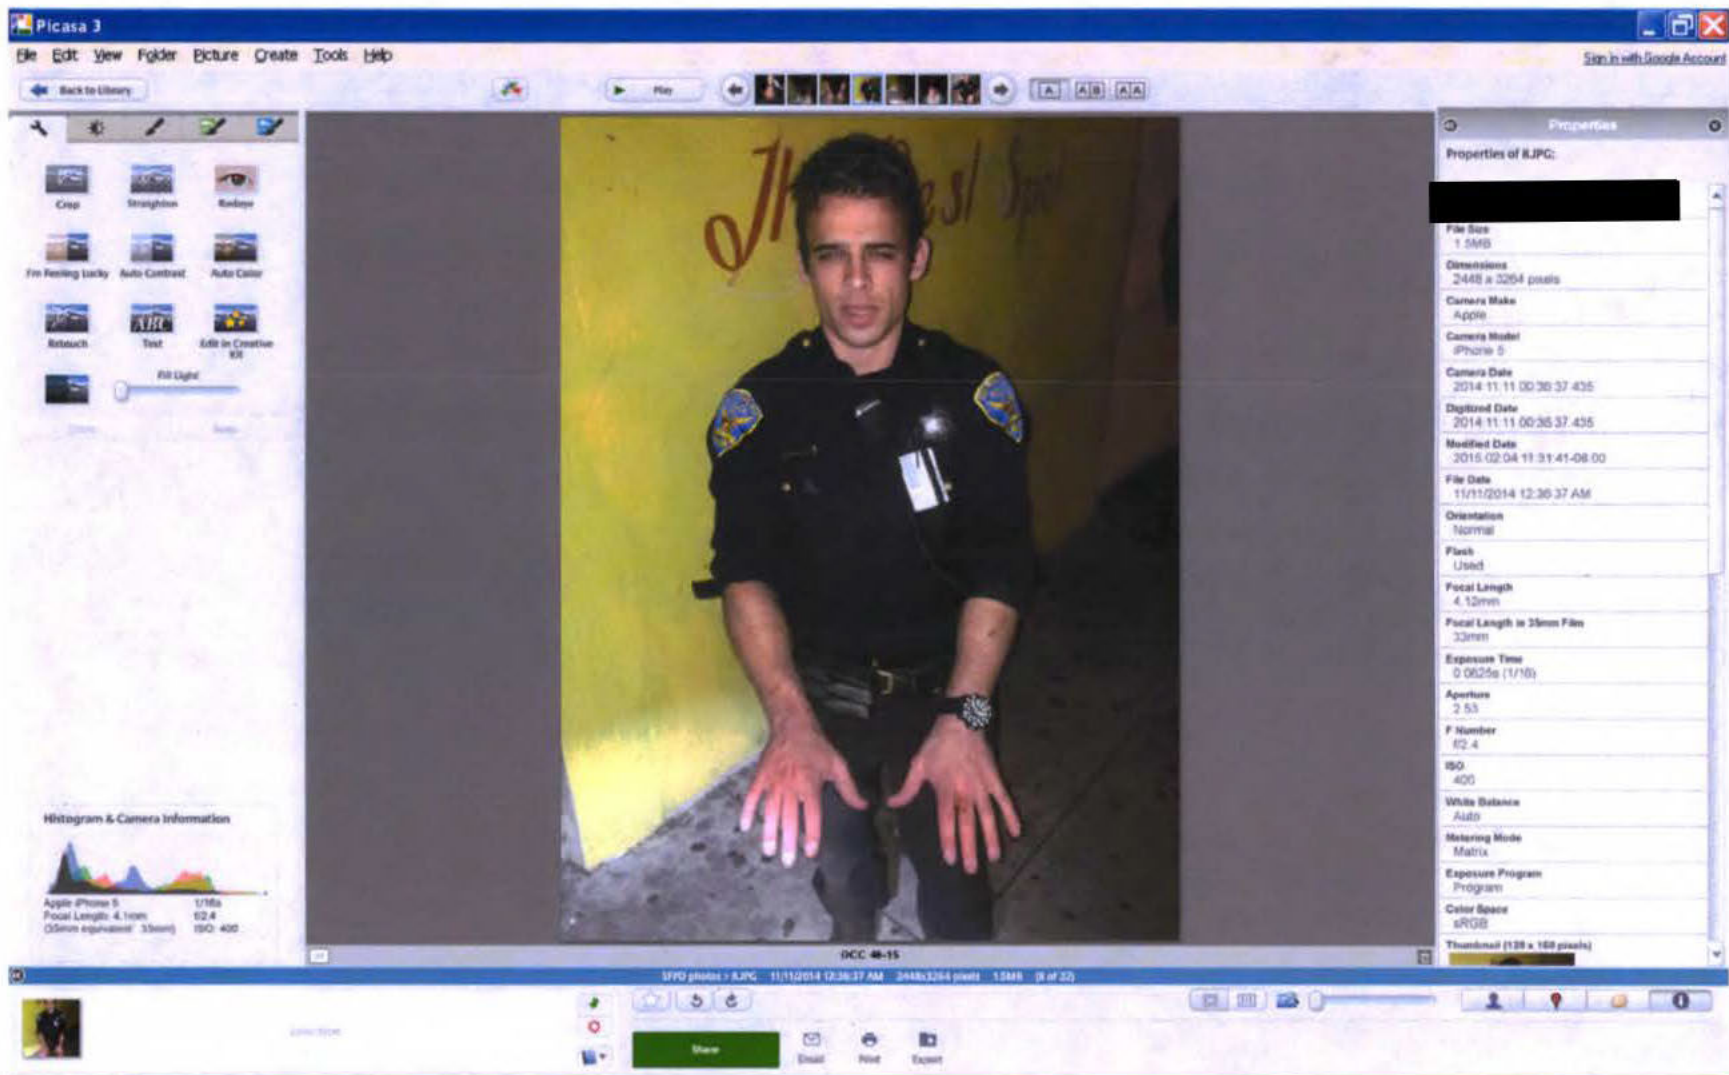 Picasa 3
File Edit View Folder Picture Create Tools Help
Sign in with Google Account
Back to Library
Play
A AB AA
Properties
Properties of 8.JPG:
Crop Straighten Redeye
I'm Feeling Lucky Auto Contrast Auto Color
Retouch Text Edit in Creative Kit
ABC
Fill Light
File Size
1.5MB
Dimensions
2448 x 3264 pixels
Camera Make
Apple
Camera Model
iPhone 5
Camera Date
2014:11:11 00:36:37.435
Digitized Date
2014:11:11 00:36:37.435
Modified Date
2015:02:04 11:31:41-08:00
File Date
11/11/2014 12:36:37 AM
Orientation
Normal
Flash
Used
Focal Length
4.12mm
Focal Length in 35mm Film
33mm
Exposure Time
0.0625s (1/16)
Aperture
2.53
F Number
f/2.4
ISO
400
White Balance
Auto
Metering Mode
Matrix
Exposure Program
Program
Color Space
sRGB
Thumbnail (120 x 160 pixels)
Histogram & Camera Information
Apple iPhone 5 1/16s
Focal Length: 4.1mm f/2.4
(35mm equivalent: 33mm) ISO: 400
OCC 46-15
SFPD photos > 8.JPG 11/11/2014 12:36:37 AM 2448x3264 pixels 1.5MB (8 of 32)
Share
Email Print Export